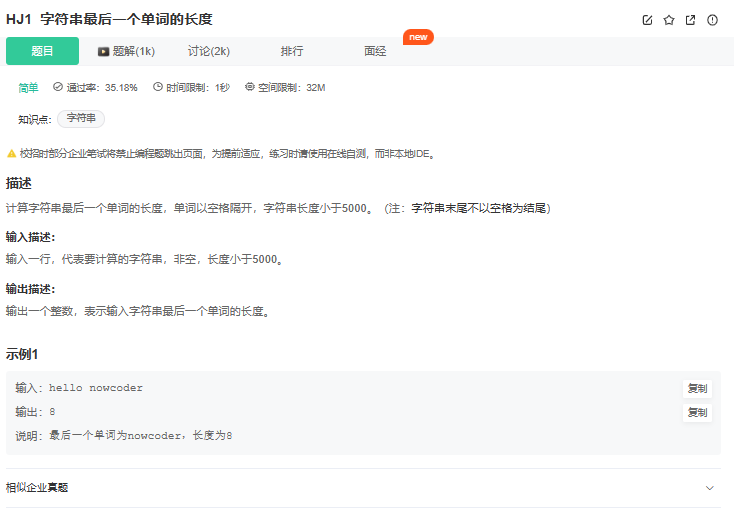 HJ1 字符串最后一个单词的长度
题目 题解(1k) 讨论(2k) 排行 面经 new
简单 通过率：35.18% 时间限制：1秒 空间限制：32M
知识点： 字符串
校招时部分企业笔试将禁止编程题跳出页面，为提前适应，练习时请使用在线自测，而非本地IDE。
描述
计算字符串最后一个单词的长度，单词以空格隔开，字符串长度小于5000。（注：字符串末尾不以空格为结尾）
输入描述：
输入一行，代表要计算的字符串，非空，长度小于5000。
输出描述：
输出一个整数，表示输入字符串最后一个单词的长度。
示例1
输入：hello nowcoder 复制
输出：8 复制
说明：最后一个单词为nowcoder，长度为8
相似企业真题